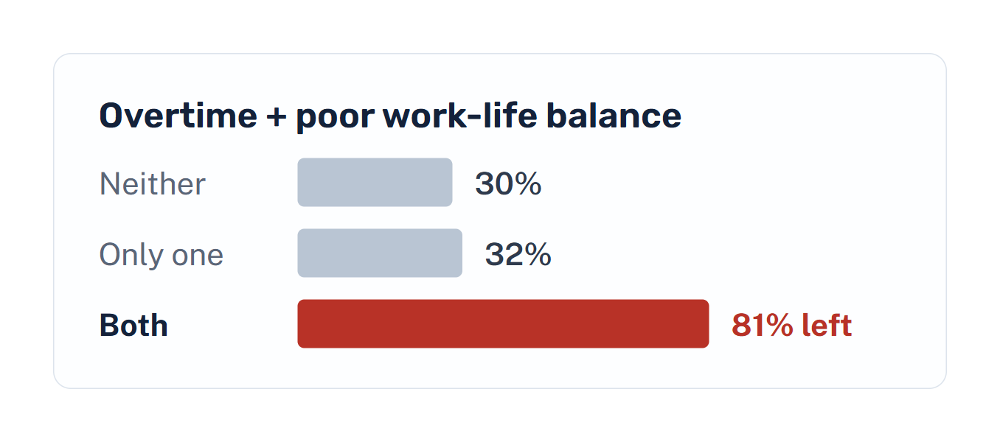 Overtime + poor work-life balance
Neither 30%
Only one 32%
Both 81% left